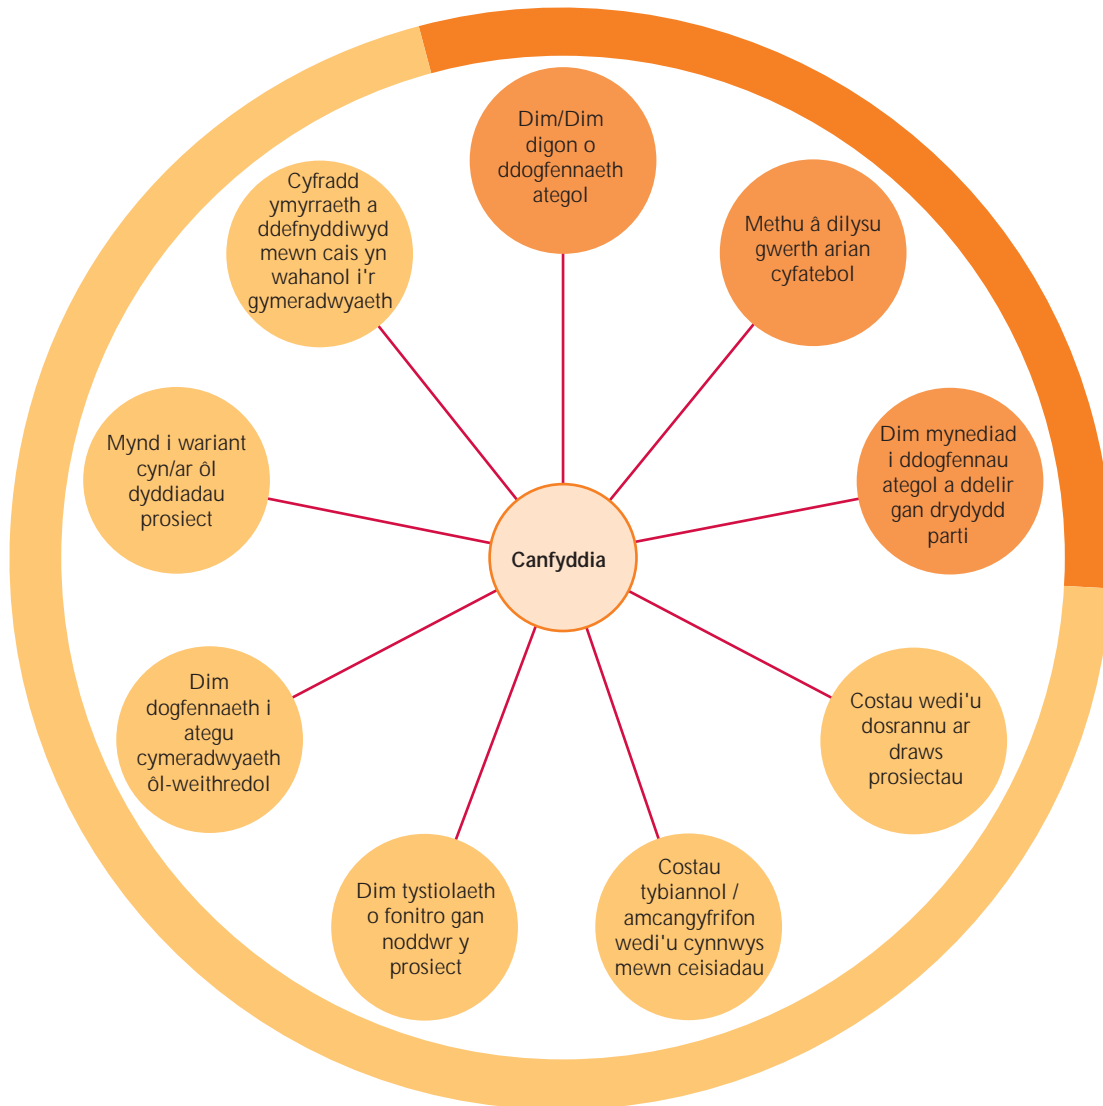 Dim/Dim
digon o
ddogfennaeth
ategol
Methu â dilysu
gwerth arian
cyfatebol
Dim mynediad
i ddogfennau
ategol a ddelir
gan drydydd
parti
Costau wedi'u
dosrannu ar
draws
prosiectau
Costau
tybiannol /
amcangyfrifon
wedi'u cynnwys
mewn ceisiadau
Dim tystiolaeth
o fonitro gan
noddwr y
prosiect
Dim
dogfennaeth i
ategu
cymeradwyaeth
ôl-weithredol
Mynd i wariant
cyn/ar ôl
dyddiadau
prosiect
Cyfradd
ymyrraeth a
ddefnyddiwyd
mewn cais yn
wahanol i'r
gymeradwyaeth
Canfyddia